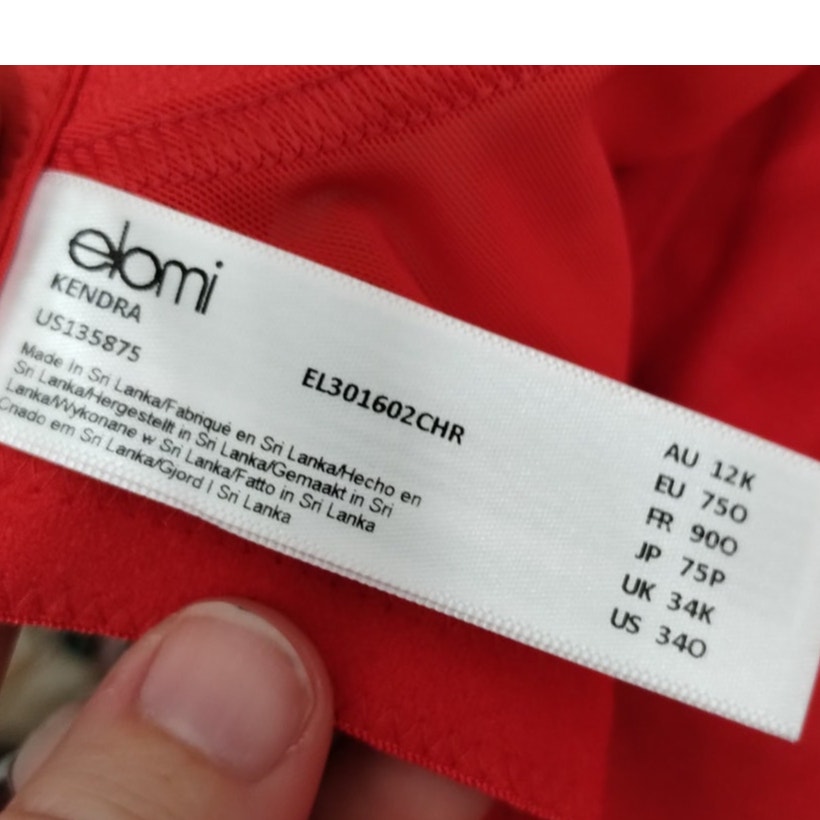 elomi
KENDRA
US135875
Made in Sri Lanka/Fabriqué en Sri Lanka/Hecho en
Sri Lanka/Hergestellt in Sri Lanka/Gemaakt in Sri
Lanka/Wykonane w Sri Lanka/Fatto in Sri Lanka
Criado em Sri Lanka/Gjord I Sri Lanka
EL301602CHR
AU 12K
EU 75O
FR 90O
JP 75P
UK 34K
US 34O